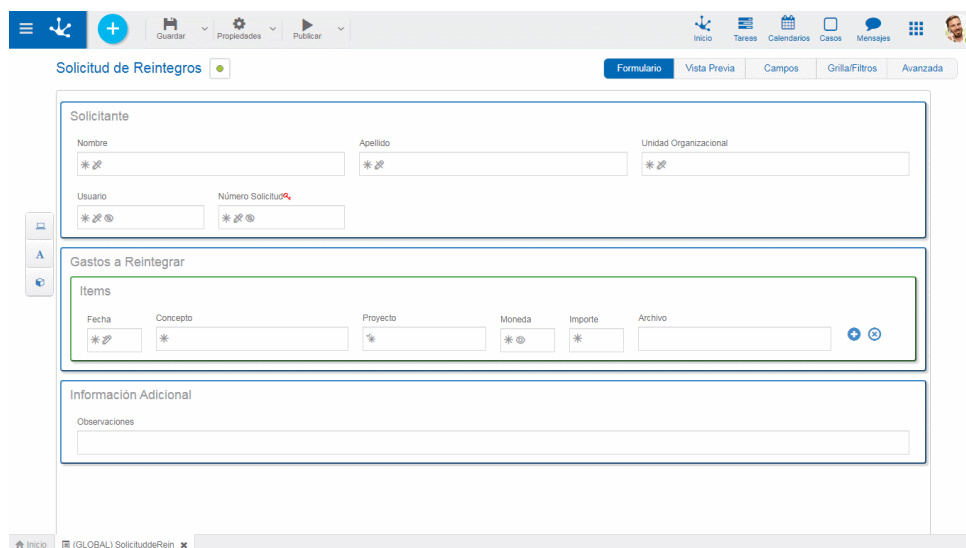 Guardar Propiedades Publicar Inicio Tareas Calendarios Casos Mensajes
Solicitud de Reintegros Formulario Vista Previa Campos Grilla/Filtros Avanzada
Solicitante
Nombre Apellido Unidad Organizacional
Usuario Número Solicitud
A
Gastos a Reintegrar
Items
Fecha Concepto Proyecto Moneda Importe Archivo
Información Adicional
Observaciones
Inicio (GLOBAL) SolicituddeRein